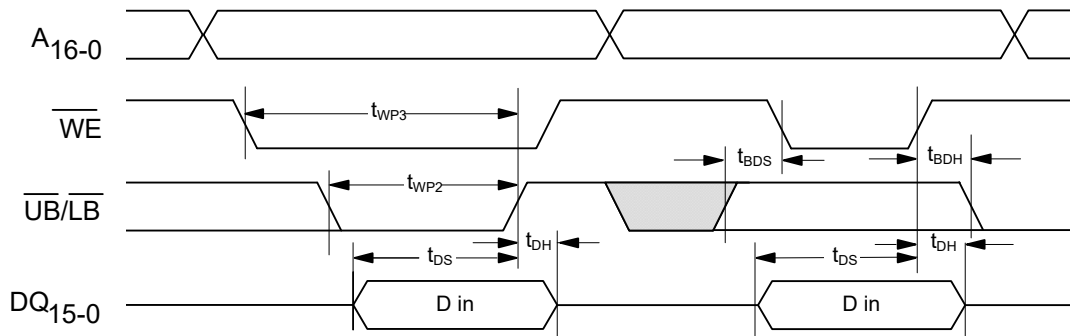 A16-0
WE
tWP3
tBDS
tBDH
UB/LB
tWP2
tDH
tDH
tDS
tDS
DQ15-0
D in
D in